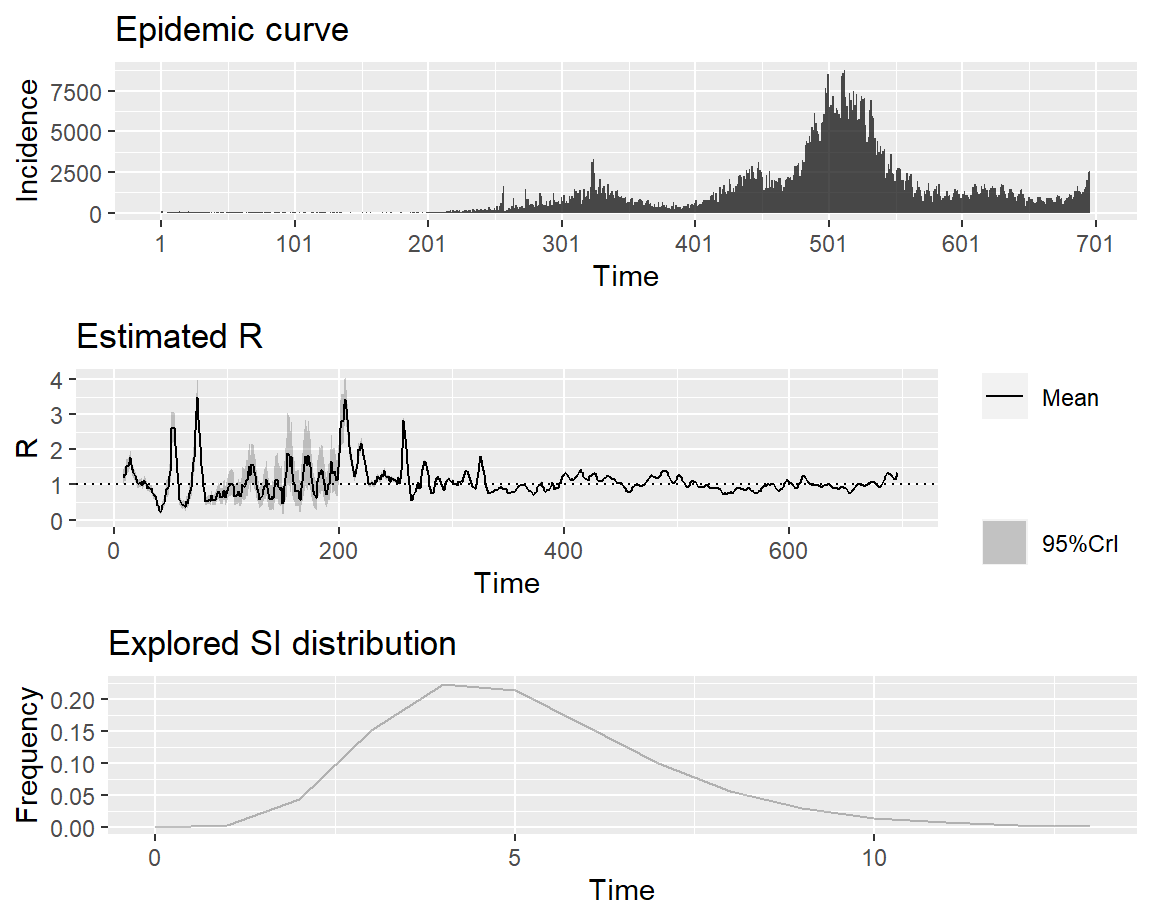 Epidemic curve
Incidence
7500
5000
2500
0
1 101 201 301 401 501 601 701
Time
Estimated R
R
4
3
2
1
0
0 200 400 600
Time
Mean
95%CrI
Explored SI distribution
Frequency
0.20
0.15
0.10
0.05
0.00
0 5 10
Time